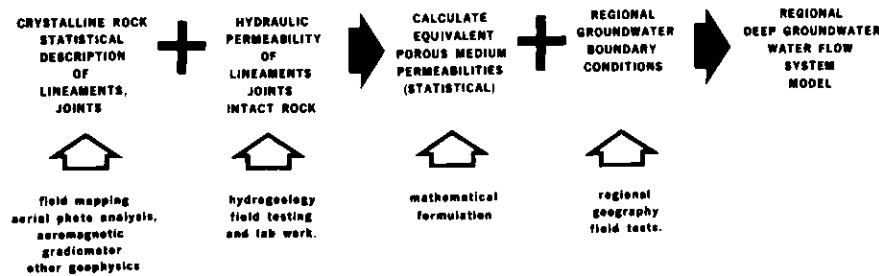 CRYSTALLINE ROCK
STATISTICAL
DESCRIPTION
OF
LINEAMENTS,
JOINTS
HYDRAULIC
PERMEABILITY
OF
LINEAMENTS
JOINTS
INTACT ROCK
CALCULATE
EQUIVALENT
POROUS MEDIUM
PERMEABILITIES
(STATISTICAL)
REGIONAL
GROUNDWATER
BOUNDARY
CONDITIONS
REGIONAL
DEEP GROUNDWATER
WATER FLOW
SYSTEM
MODEL
field mapping
aerial photo analysis,
aeromagnetic
gradiometer
other geophysics
hydrogeology
field testing
and lab work.
mathematical
formulation
regional
geography
field tests.